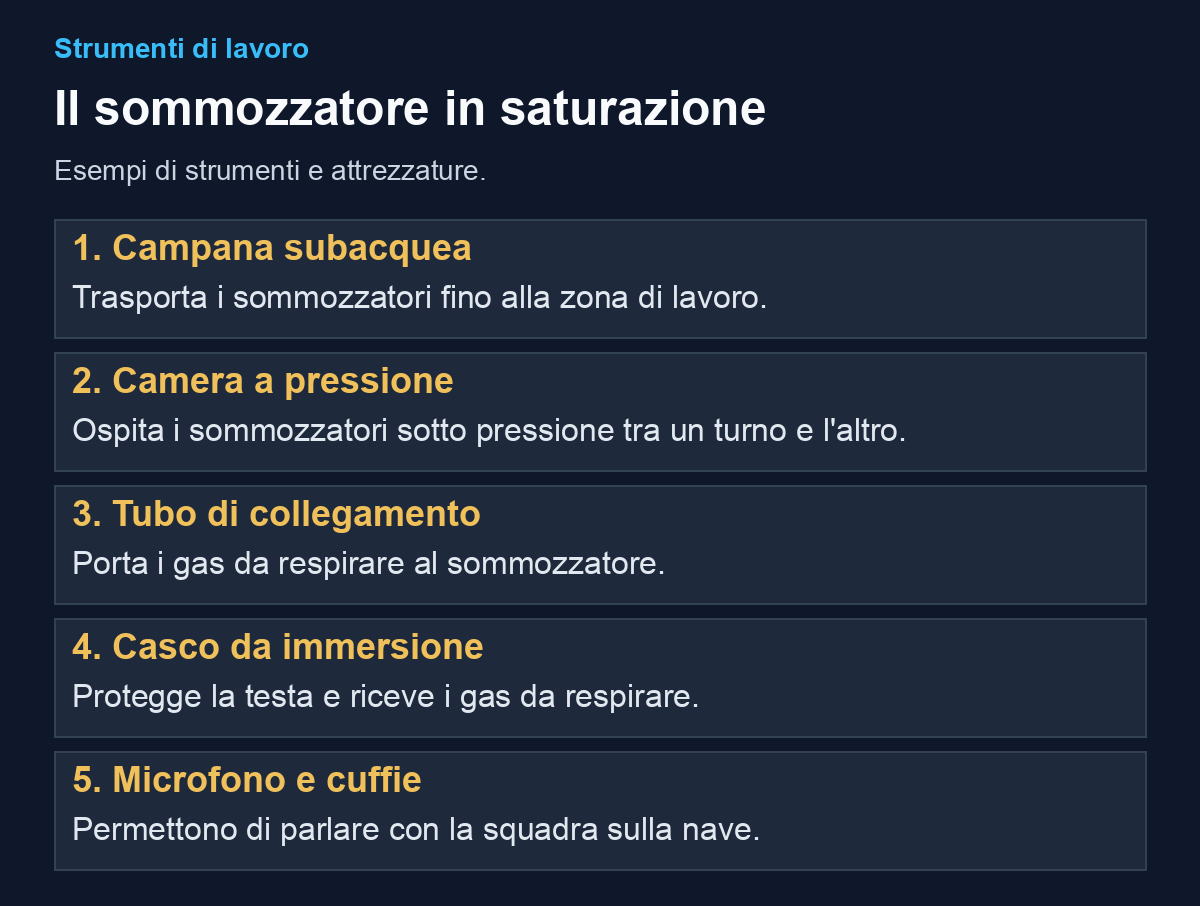 Strumenti di lavoro
Il sommozzatore in saturazione
Esempi di strumenti e attrezzature.
1. Campana subacquea
Trasporta i sommozzatori fino alla zona di lavoro.
2. Camera a pressione
Ospita i sommozzatori sotto pressione tra un turno e l'altro.
3. Tubo di collegamento
Porta i gas da respirare al sommozzatore.
4. Casco da immersione
Protegge la testa e riceve i gas da respirare.
5. Microfono e cuffie
Permettono di parlare con la squadra sulla nave.